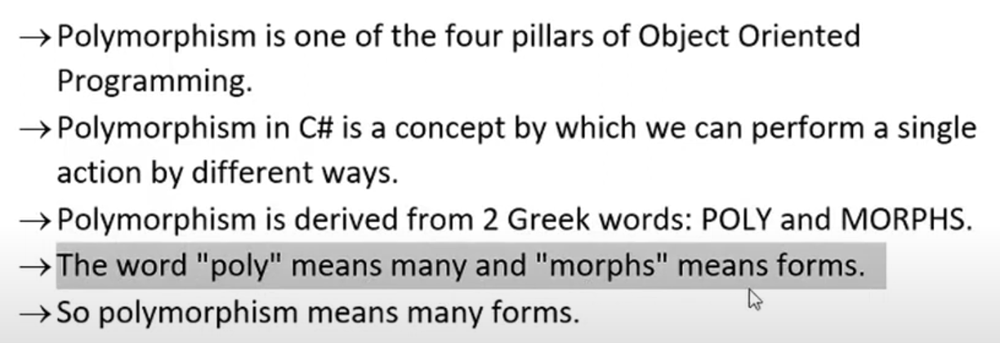 →Polymorphism is one of the four pillars of Object Oriented
Programming.
→Polymorphism in C# is a concept by which we can perform a single
action by different ways.
→Polymorphism is derived from 2 Greek words: POLY and MORPHS.
→The word "poly" means many and "morphs" means forms.
→So polymorphism means many forms.